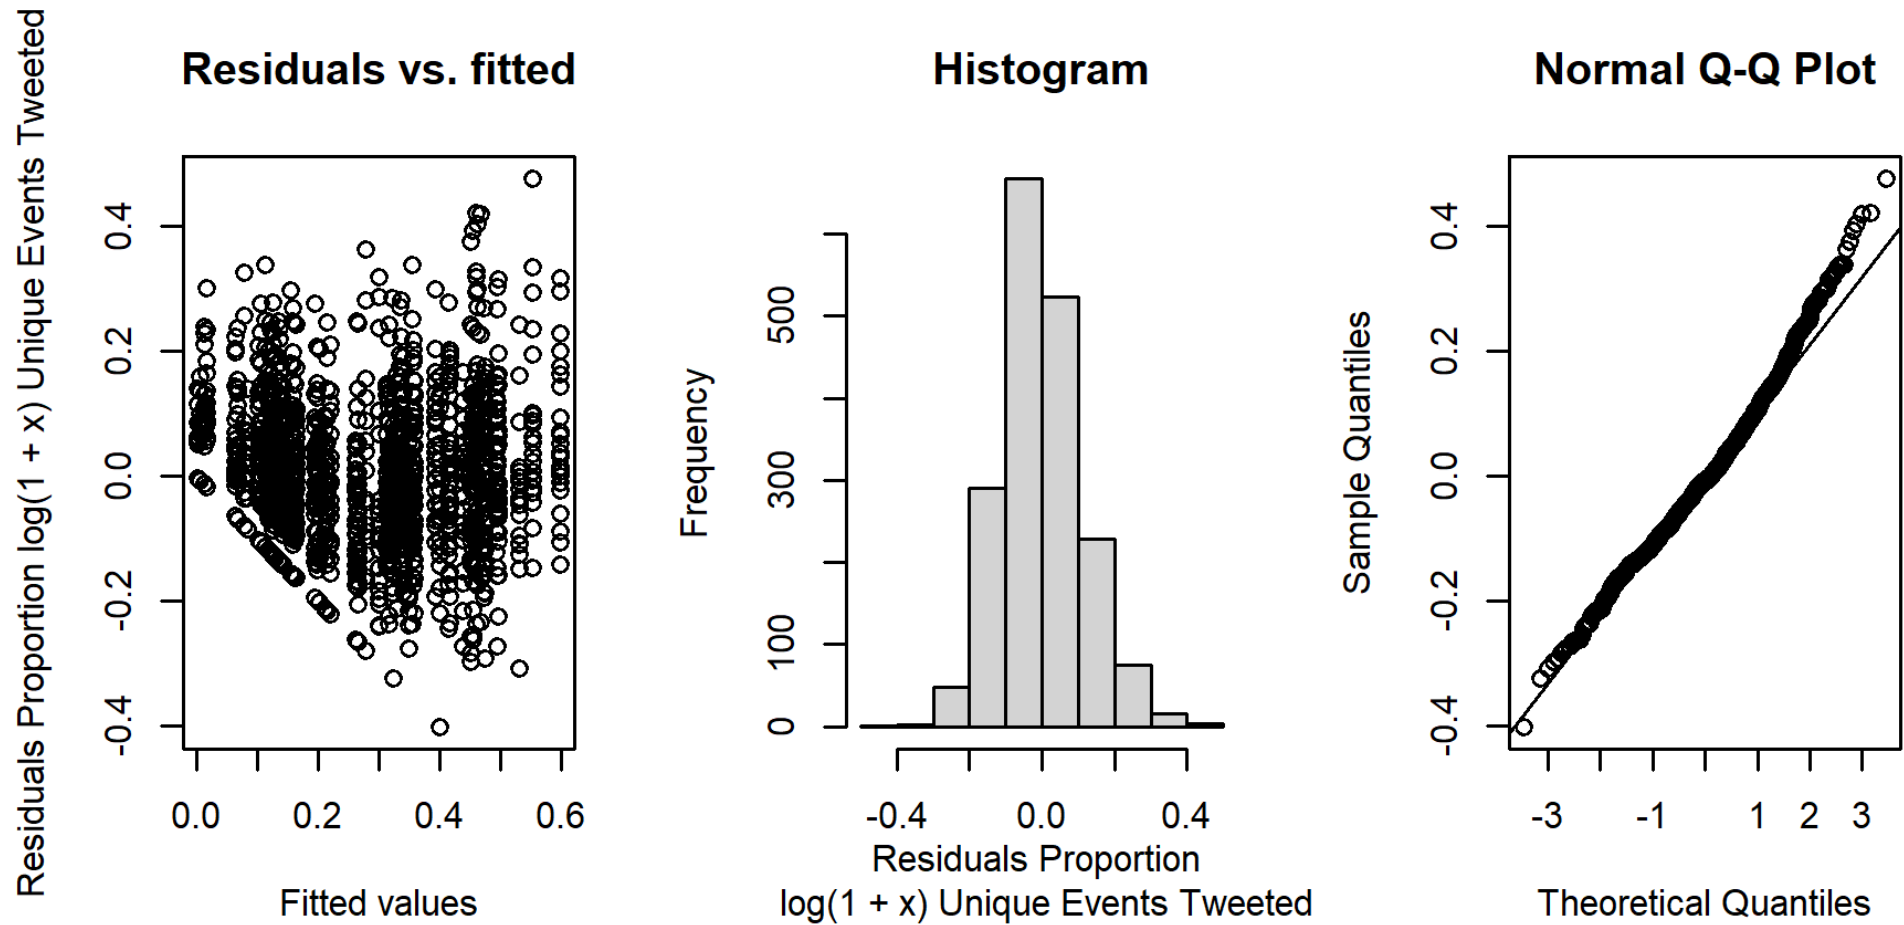 Residuals vs. fitted
Residuals Proportion log(1 + x) Unique Events Tweeted
0.4
0.2
0.0
-0.2
-0.4
0.0 0.2 0.4 0.6
Fitted values
Histogram
Frequency
500
300
100
0
-0.4 0.0 0.4
Residuals Proportion
log(1 + x) Unique Events Tweeted
Normal Q-Q Plot
Sample Quantiles
0.4
0.2
0.0
-0.2
-0.4
-3 -1 1 2 3
Theoretical Quantiles